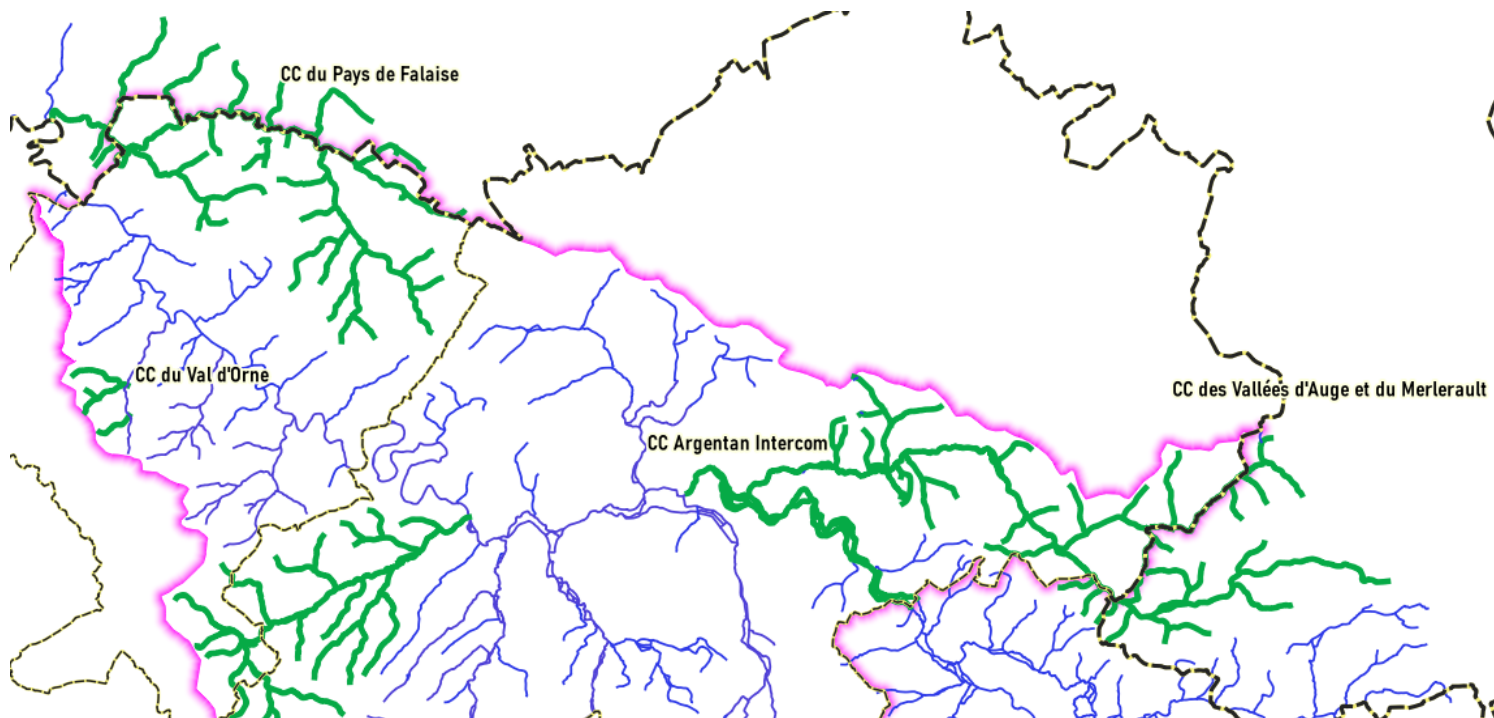 CC du Pays de Falaise
CC du Val d'Orne
CC des Vallées d'Auge et du Merlerault
CC Argentan Intercom